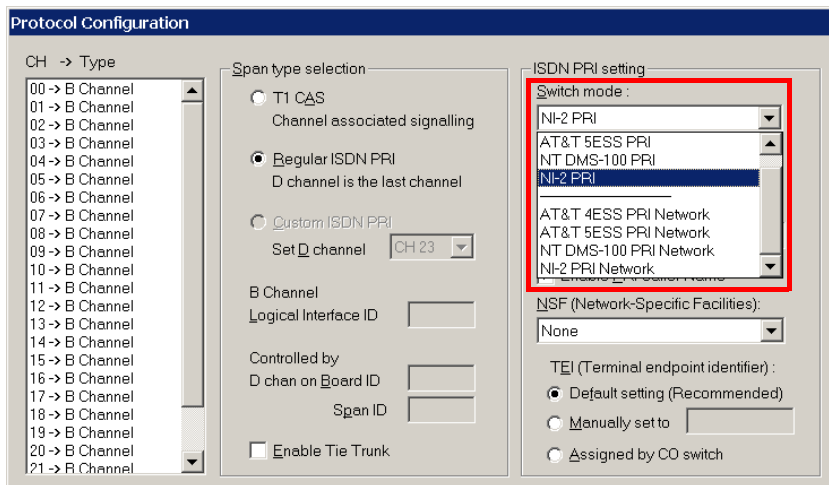 Protocol Configuration
CH -> Type
00 -> B Channel
01 -> B Channel
02 -> B Channel
03 -> B Channel
04 -> B Channel
05 -> B Channel
06 -> B Channel
07 -> B Channel
08 -> B Channel
09 -> B Channel
10 -> B Channel
11 -> B Channel
12 -> B Channel
13 -> B Channel
14 -> B Channel
15 -> B Channel
16 -> B Channel
17 -> B Channel
18 -> B Channel
19 -> B Channel
20 -> B Channel
21 -> B Channel
Span type selection
T1 CAS
Channel associated signalling
Regular ISDN PRI
D channel is the last channel
Custom ISDN PRI
Set D channel CH 23
B Channel
Logical Interface ID
Controlled by
D chan on Board ID
Span ID
Enable Tie Trunk
ISDN PRI setting
Switch mode :
NI-2 PRI
AT&T 5ESS PRI
NT DMS-100 PRI
NI-2 PRI
AT&T 4ESS PRI Network
AT&T 5ESS PRI Network
NT DMS-100 PRI Network
NI-2 PRI Network
NSF (Network-Specific Facilities):
None
TEI (Terminal endpoint identifier) :
Default setting (Recommended)
Manually set to
Assigned by CO switch